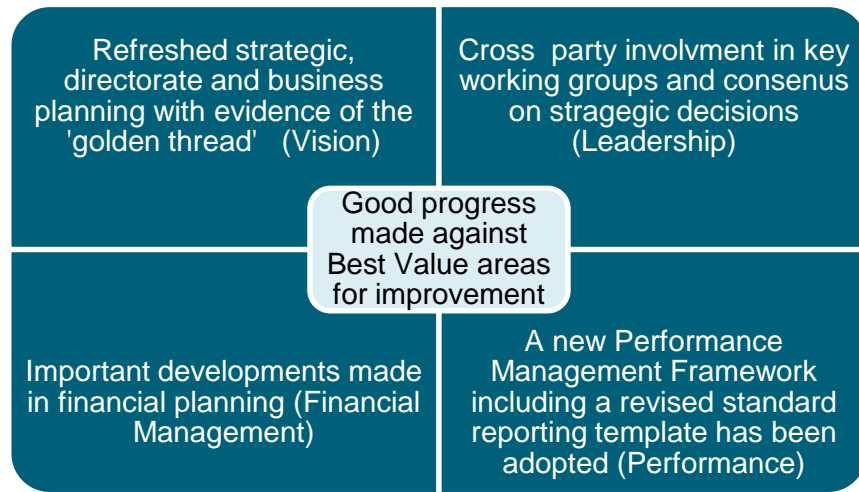 Refreshed strategic,
directorate and business
planning with evidence of the
'golden thread' (Vision)
Cross party involvment in key
working groups and consenus
on stragegic decisions
(Leadership)
Good progress
made against
Best Value areas
for improvement
Important developments made
in financial planning (Financial
Management)
A new Performance
Management Framework
including a revised standard
reporting template has been
adopted (Performance)